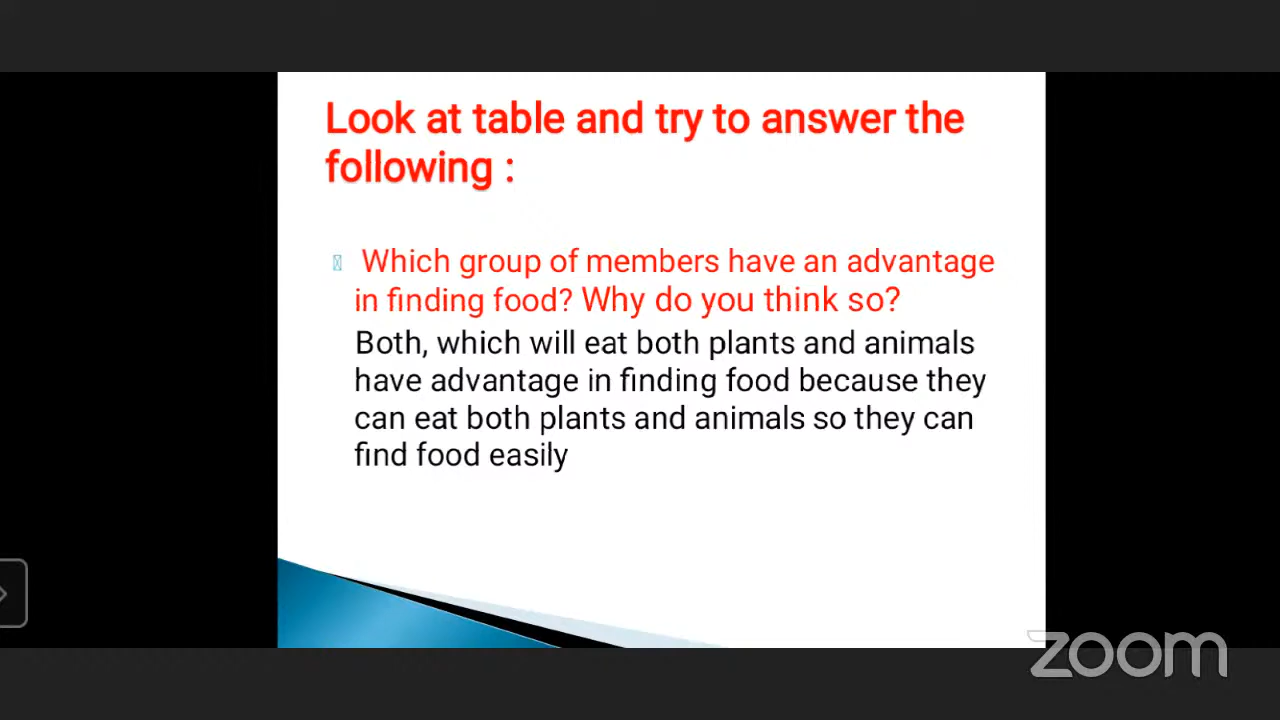 Look at table and try to answer the
following :
Which group of members have an advantage
in finding food? Why do you think so?
Both, which will eat both plants and animals
have advantage in finding food because they
can eat both plants and animals so they can
find food easily
zoom